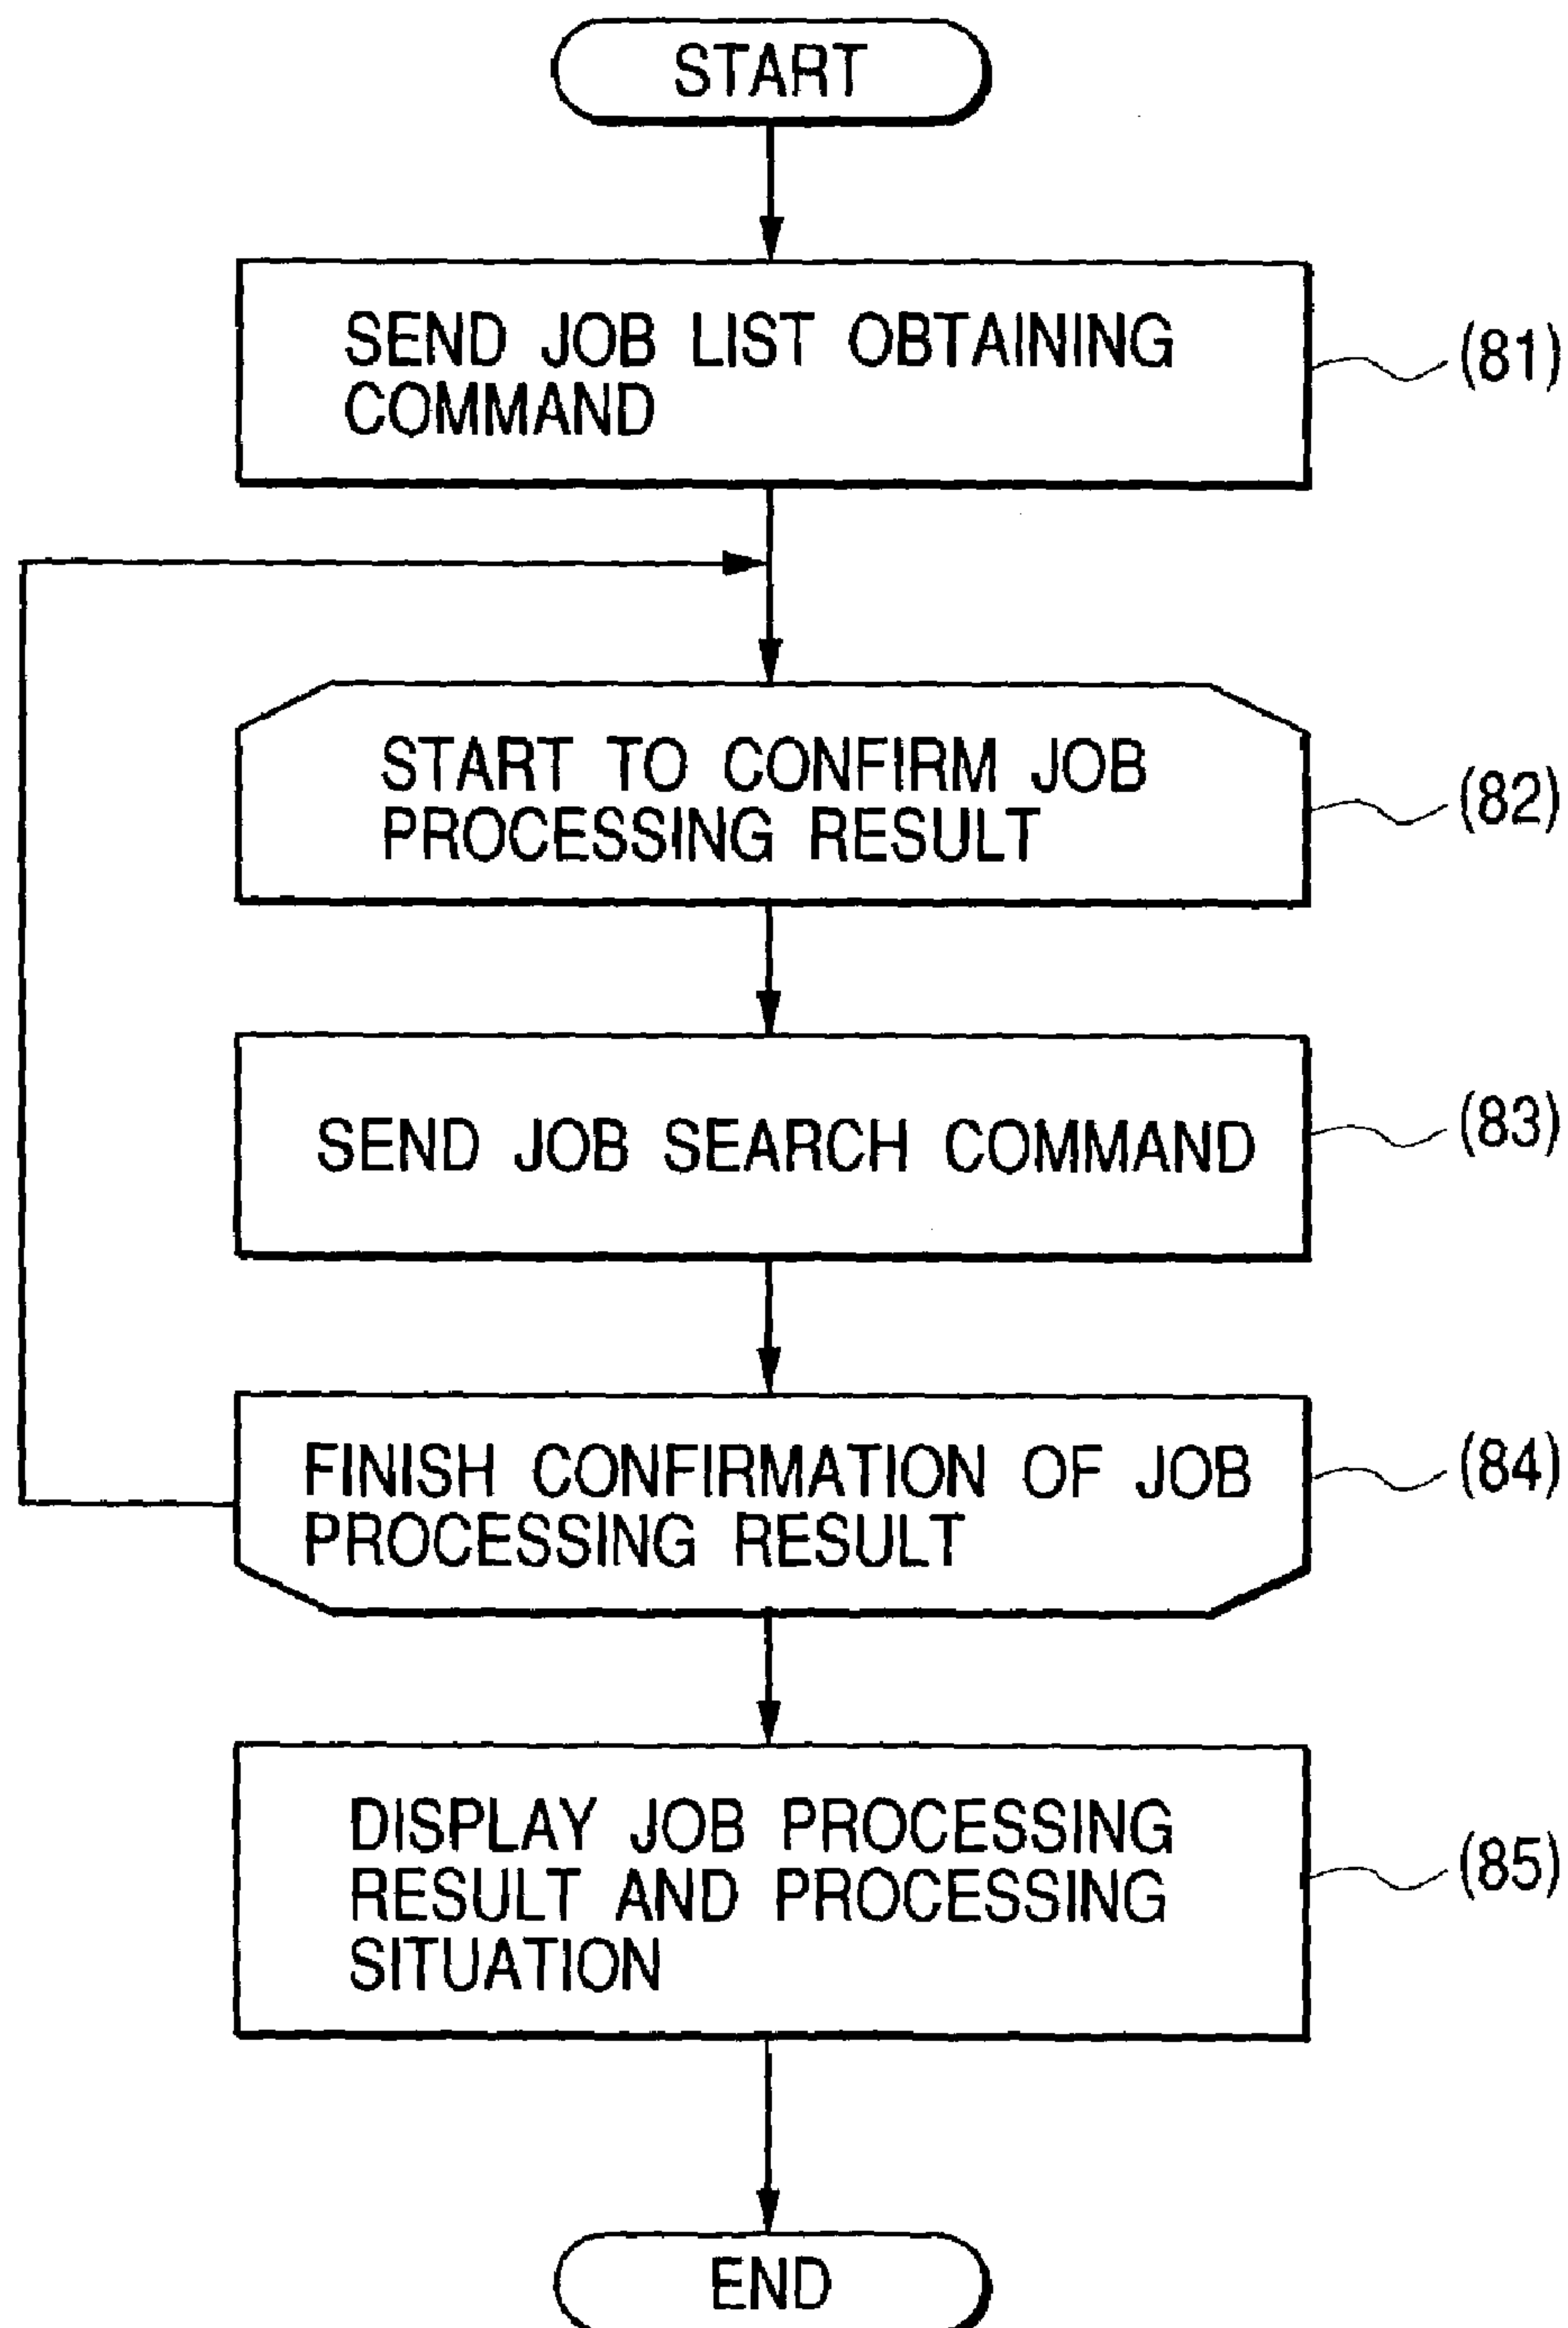 START
SEND JOB LIST OBTAINING
COMMAND
(81)
START TO CONFIRM JOB
PROCESSING RESULT
(82)
SEND JOB SEARCH COMMAND
(83)
FINISH CONFIRMATION OF JOB
PROCESSING RESULT
(84)
DISPLAY JOB PROCESSING
RESULT AND PROCESSING
SITUATION
(85)
END